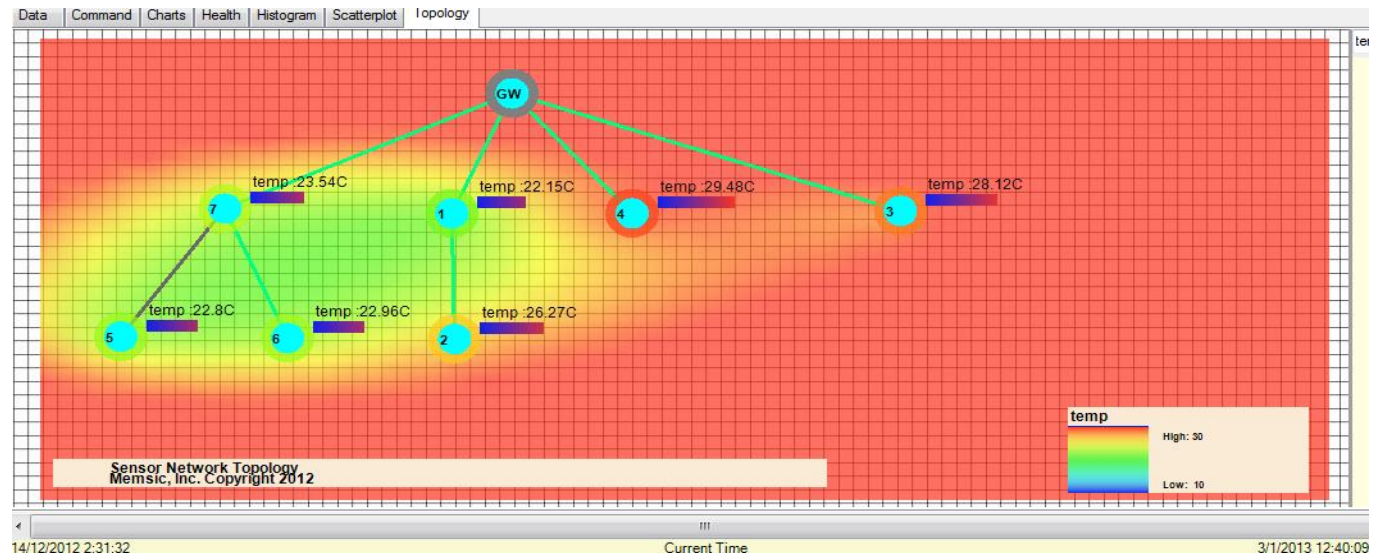 Data Command Charts Health Histogram Scatterplot Topology
GW
temp :23.54C
temp :22.15C
temp :29.48C
temp :28.12C
7
1
4
3
temp :22.8C
temp :22.96C
temp :26.27C
5
6
2
temp
High: 30
Low: 10
Sensor Network Topology
Memsic, Inc. Copyright 2012
14/12/2012 2:31:32
Current Time
3/1/2013 12:40:09